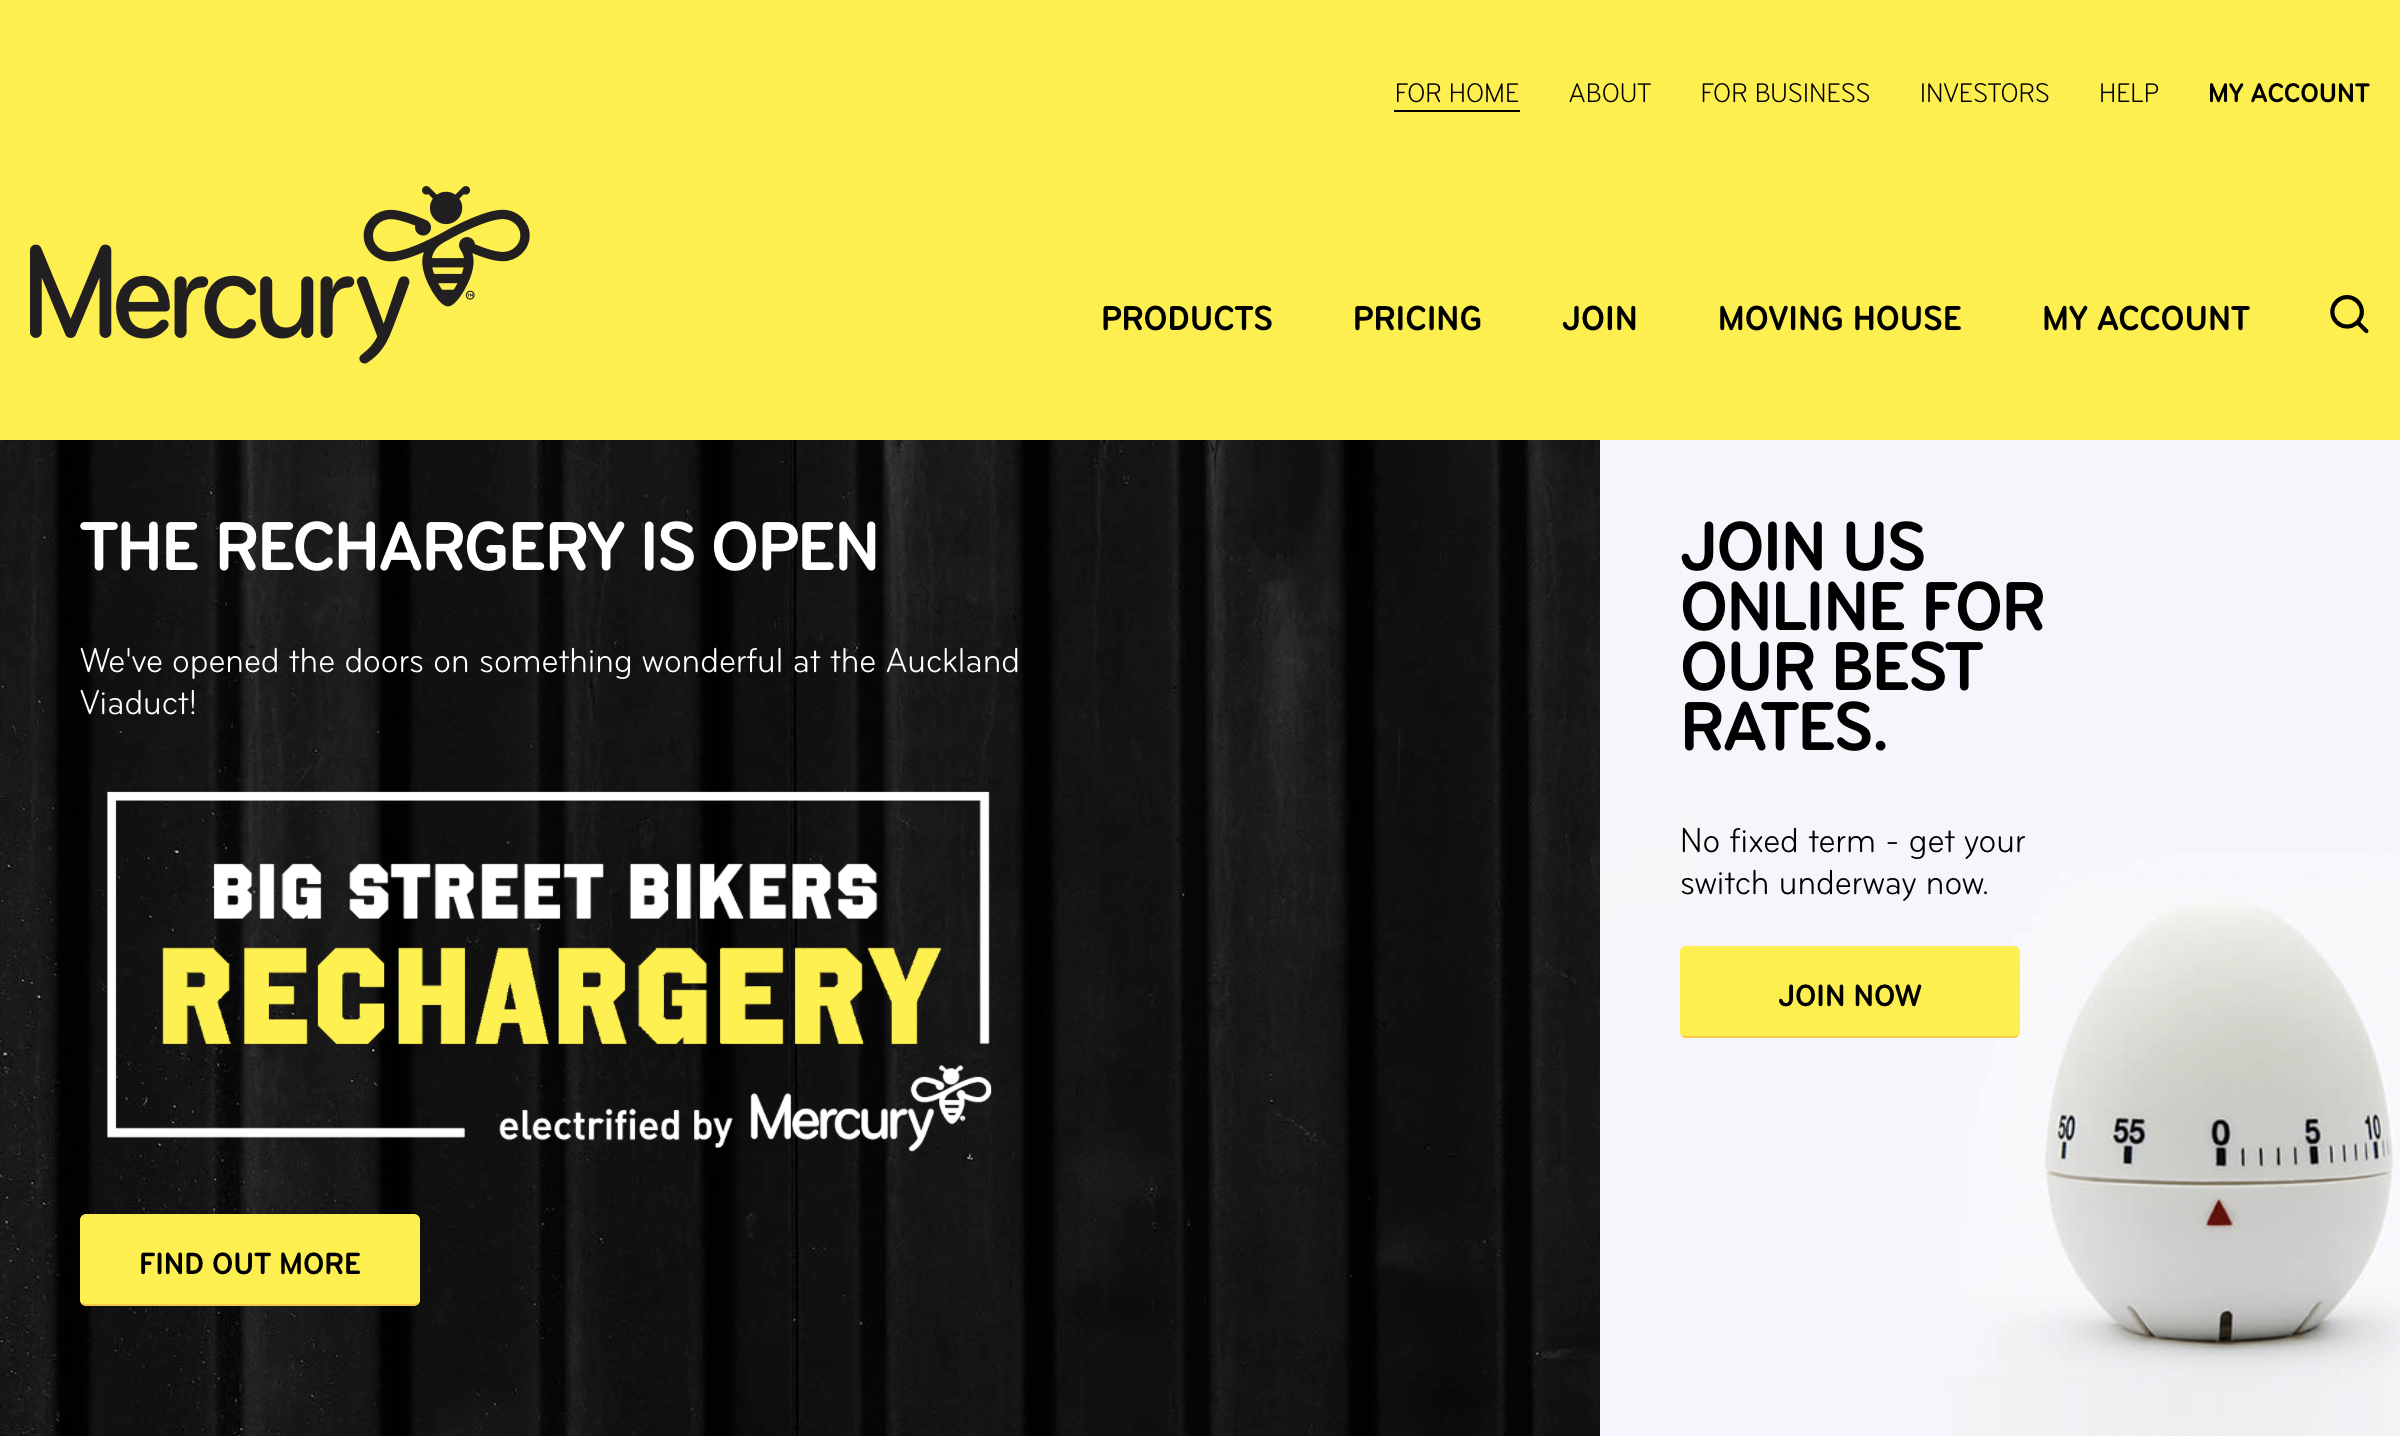 FOR HOME ABOUT FOR BUSINESS INVESTORS HELP MY ACCOUNT
Mercury
PRODUCTS PRICING JOIN MOVING HOUSE MY ACCOUNT
THE RECHARGERY IS OPEN
We've opened the doors on something wonderful at the Auckland
Viaduct!
BIG STREET BIKERS
RECHARGERY
electrified by Mercury
FIND OUT MORE
JOIN US
ONLINE FOR
OUR BEST
RATES.
No fixed term - get your
switch underway now.
JOIN NOW
50 55 0 5 10